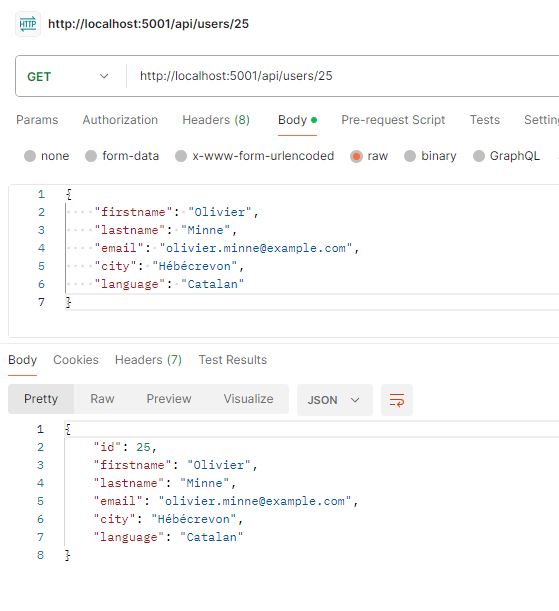 HTTP http://localhost:5001/api/users/25
GET http://localhost:5001/api/users/25
Params Authorization Headers (8) Body Pre-request Script Tests Settin
none form-data x-www-form-urlencoded raw binary GraphQL
1 {
2 "firstname": "Olivier",
3 "lastname": "Minne",
4 "email": "olivier.minne@example.com",
5 "city": "Hébécrevon",
6 "language": "Catalan"
7 }
Body Cookies Headers (7) Test Results
Pretty Raw Preview Visualize JSON
1 {
2 "id": 25,
3 "firstname": "Olivier",
4 "lastname": "Minne",
5 "email": "olivier.minne@example.com",
6 "city": "Hébécrevon",
7 "language": "Catalan"
8 }